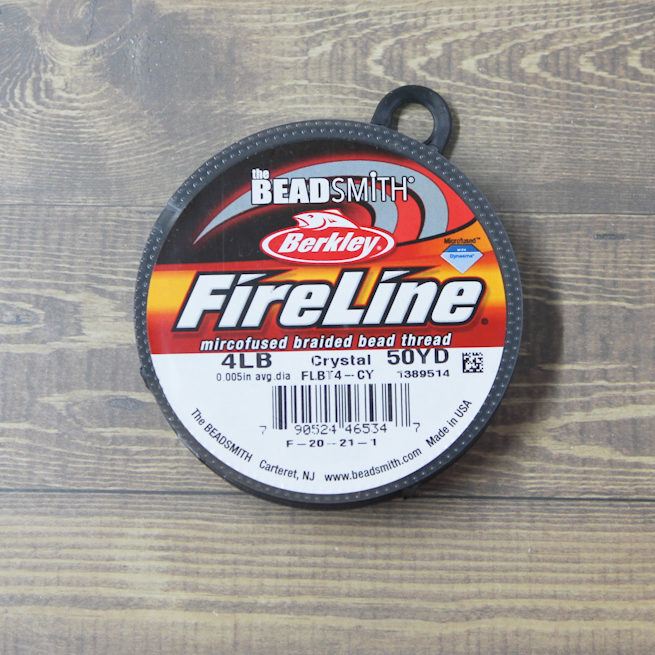 the
BEADSMITH®
Berkley®
Microfused™
WITH
Dyneema®
FireLine®
mircofused braided bead thread
4LB Crystal 50YD
0.005in avg.dia FLBT4-CY 1389514
7 90524 46534 7
F-20-21-1
The BEADSMITH Carteret, NJ www.beadsmith.com Made in USA